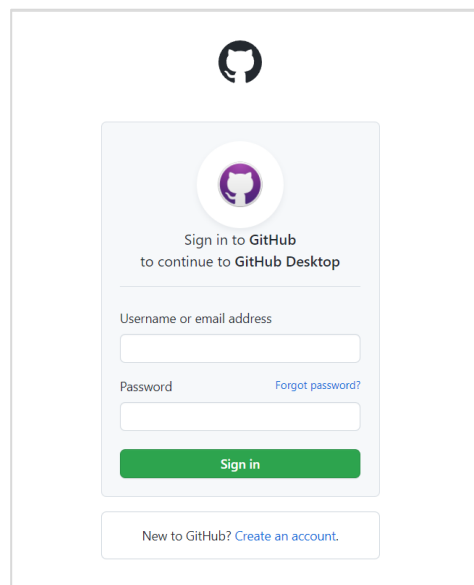 Sign in to GitHub
to continue to GitHub Desktop
Username or email address
Password Forgot password?
Sign in
New to GitHub? Create an account.